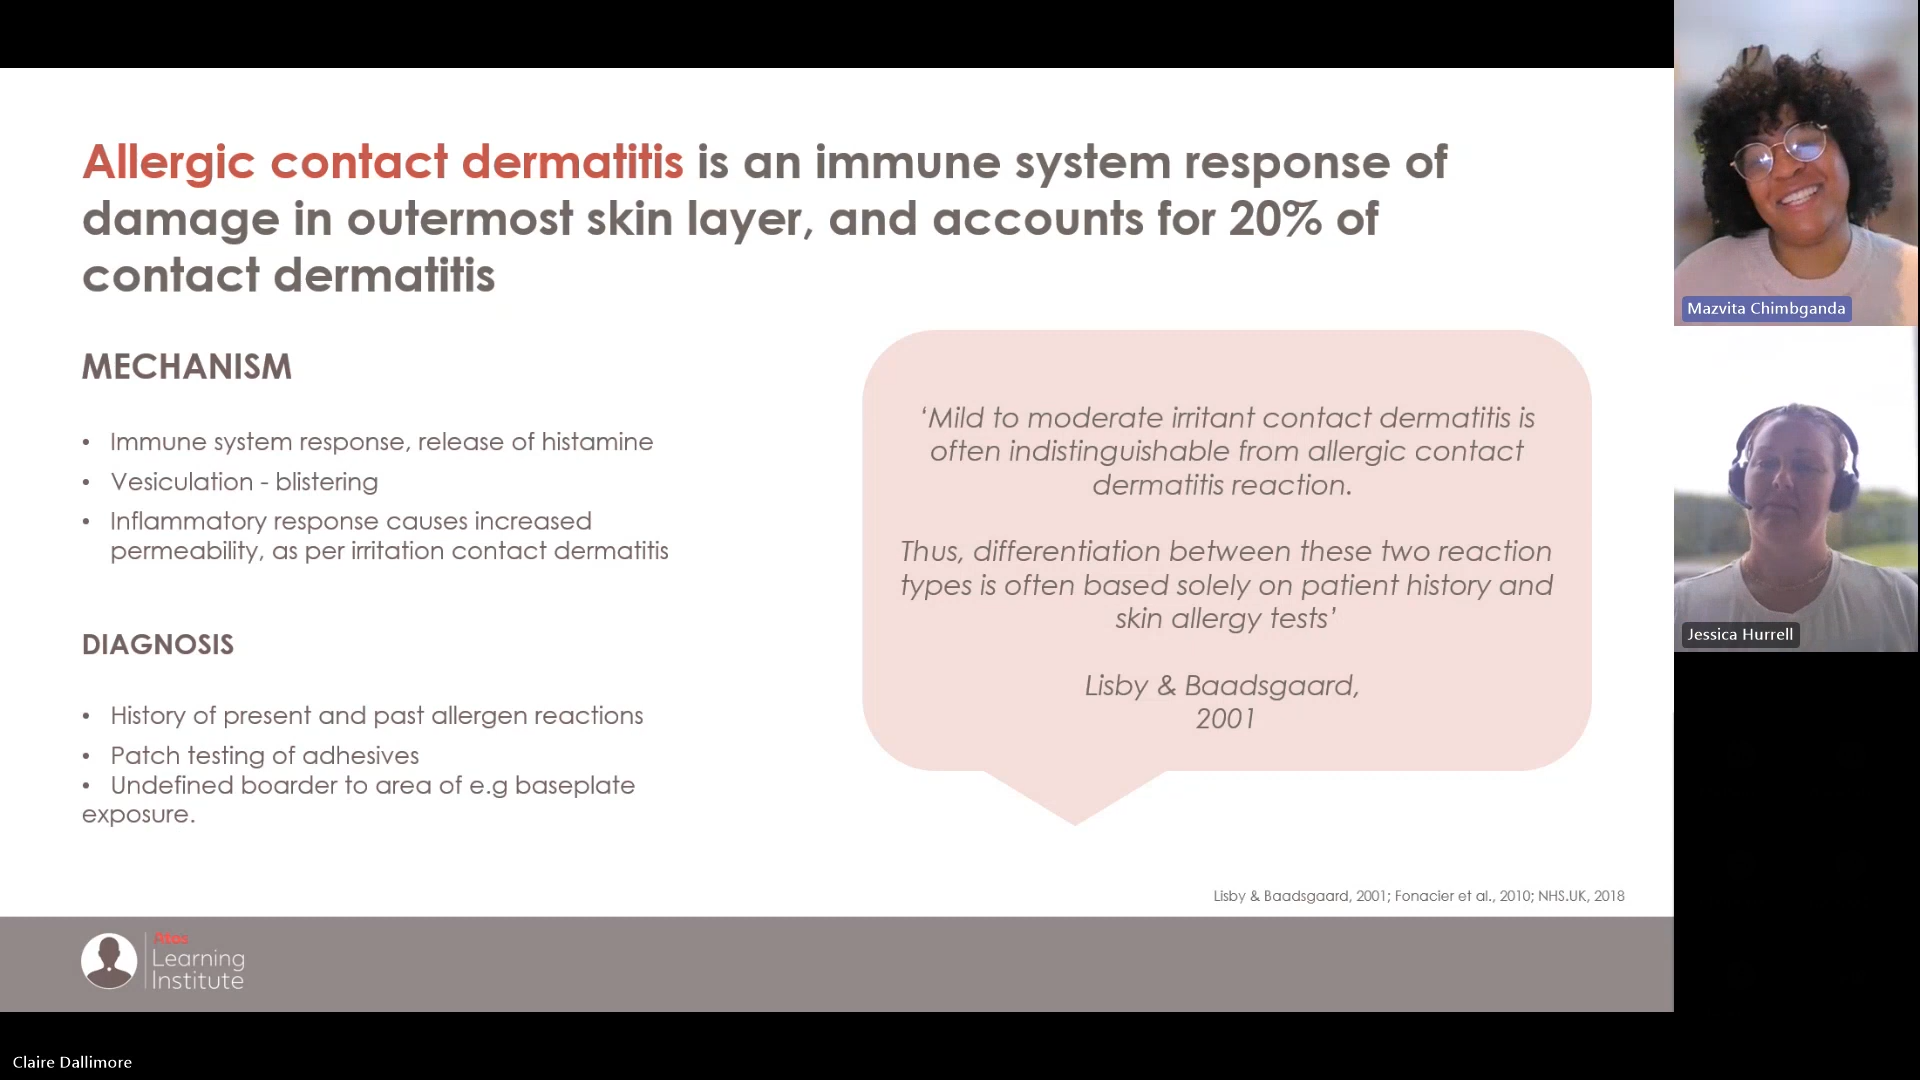 Allergic contact dermatitis is an immune system response of
damage in outermost skin layer, and accounts for 20% of
contact dermatitis
MECHANISM
• Immune system response, release of histamine
• Vesiculation - blistering
• Inflammatory response causes increased
permeability, as per irritation contact dermatitis
DIAGNOSIS
• History of present and past allergen reactions
• Patch testing of adhesives
• Undefined boarder to area of e.g baseplate
exposure.
‘Mild to moderate irritant contact dermatitis is
often indistinguishable from allergic contact
dermatitis reaction.
Thus, differentiation between these two reaction
types is often based solely on patient history and
skin allergy tests’
Lisby & Baadsgaard,
2001
Lisby & Baadsgaard, 2001; Fonacier et al., 2010; NHS.UK, 2018
Atos
Learning
Institute
Mazvita Chimbganda
Jessica Hurrell
Claire Dallimore